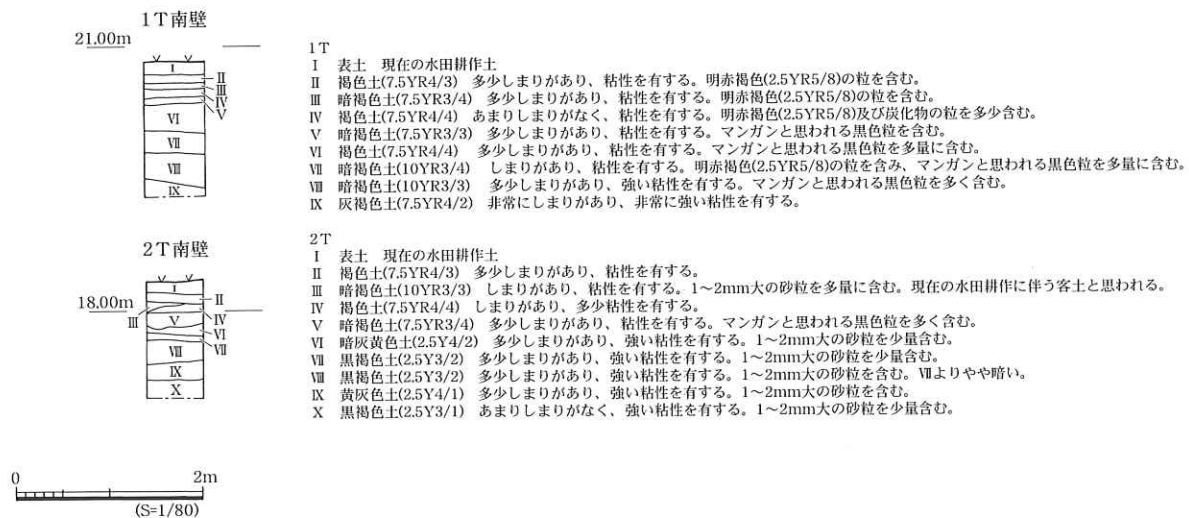 1T南壁
21.00m
I
II
III
IV
V
VI
VII
VIII
IX
1T
I 表土 現在の水田耕作土
II 褐色土(7.5YR4/3) 多少しまりがあり、粘性を有する。明赤褐色(2.5YR5/8)の粒を含む。
III 暗褐色土(7.5YR3/4) 多少しまりがあり、粘性を有する。明赤褐色(2.5YR5/8)の粒を含む。
IV 褐色土(7.5YR4/4) あまりしまりがなく、粘性を有する。明赤褐色(2.5YR5/8)及び炭化物の粒を多少含む。
V 暗褐色土(7.5YR3/3) 多少しまりがあり、粘性を有する。マンガンと思われる黒色粒を含む。
VI 褐色土(7.5YR4/4) 多少しまりがあり、粘性を有する。マンガンと思われる黒色粒を多量に含む。
VII 暗褐色土(10YR3/4) しまりがあり、粘性を有する。明赤褐色(2.5YR5/8)の粒を含み、マンガンと思われる黒色粒を多量に含む。
VIII 暗褐色土(10YR3/3) 多少しまりがあり、強い粘性を有する。マンガンと思われる黒色粒を多く含む。
IX 灰褐色土(7.5YR4/2) 非常にしまりがあり、非常に強い粘性を有する。
2T南壁
18.00m
I
II
III
IV
V
VI
VII
VIII
IX
X
2T
I 表土 現在の水田耕作土
II 褐色土(7.5YR4/3) 多少しまりがあり、粘性を有する。
III 暗褐色土(10YR3/3) しまりがあり、粘性を有する。1～2mm大の砂粒を多量に含む。現在の水田耕作に伴う客土と思われる。
IV 褐色土(7.5YR4/4) しまりがあり、多少粘性を有する。
V 暗褐色土(7.5YR3/4) 多少しまりがあり、粘性を有する。マンガンと思われる黒色粒を多く含む。
VI 暗灰黄色土(2.5Y4/2) 多少しまりがあり、強い粘性を有する。1～2mm大の砂粒を少量含む。
VII 黒褐色土(2.5Y3/2) 多少しまりがあり、強い粘性を有する。1～2mm大の砂粒を少量含む。
VIII 黒褐色土(2.5Y3/2) 多少しまりがあり、強い粘性を有する。1～2mm大の砂粒を含む。VIIよりやや暗い。
IX 黄灰色土(2.5Y4/1) 多少しまりがあり、強い粘性を有する。1～2mm大の砂粒を含む。
X 黒褐色土(2.5Y3/1) あまりしまりがなく、強い粘性を有する。1～2mm大の砂粒を少量含む。
0 2m
(S=1/80)